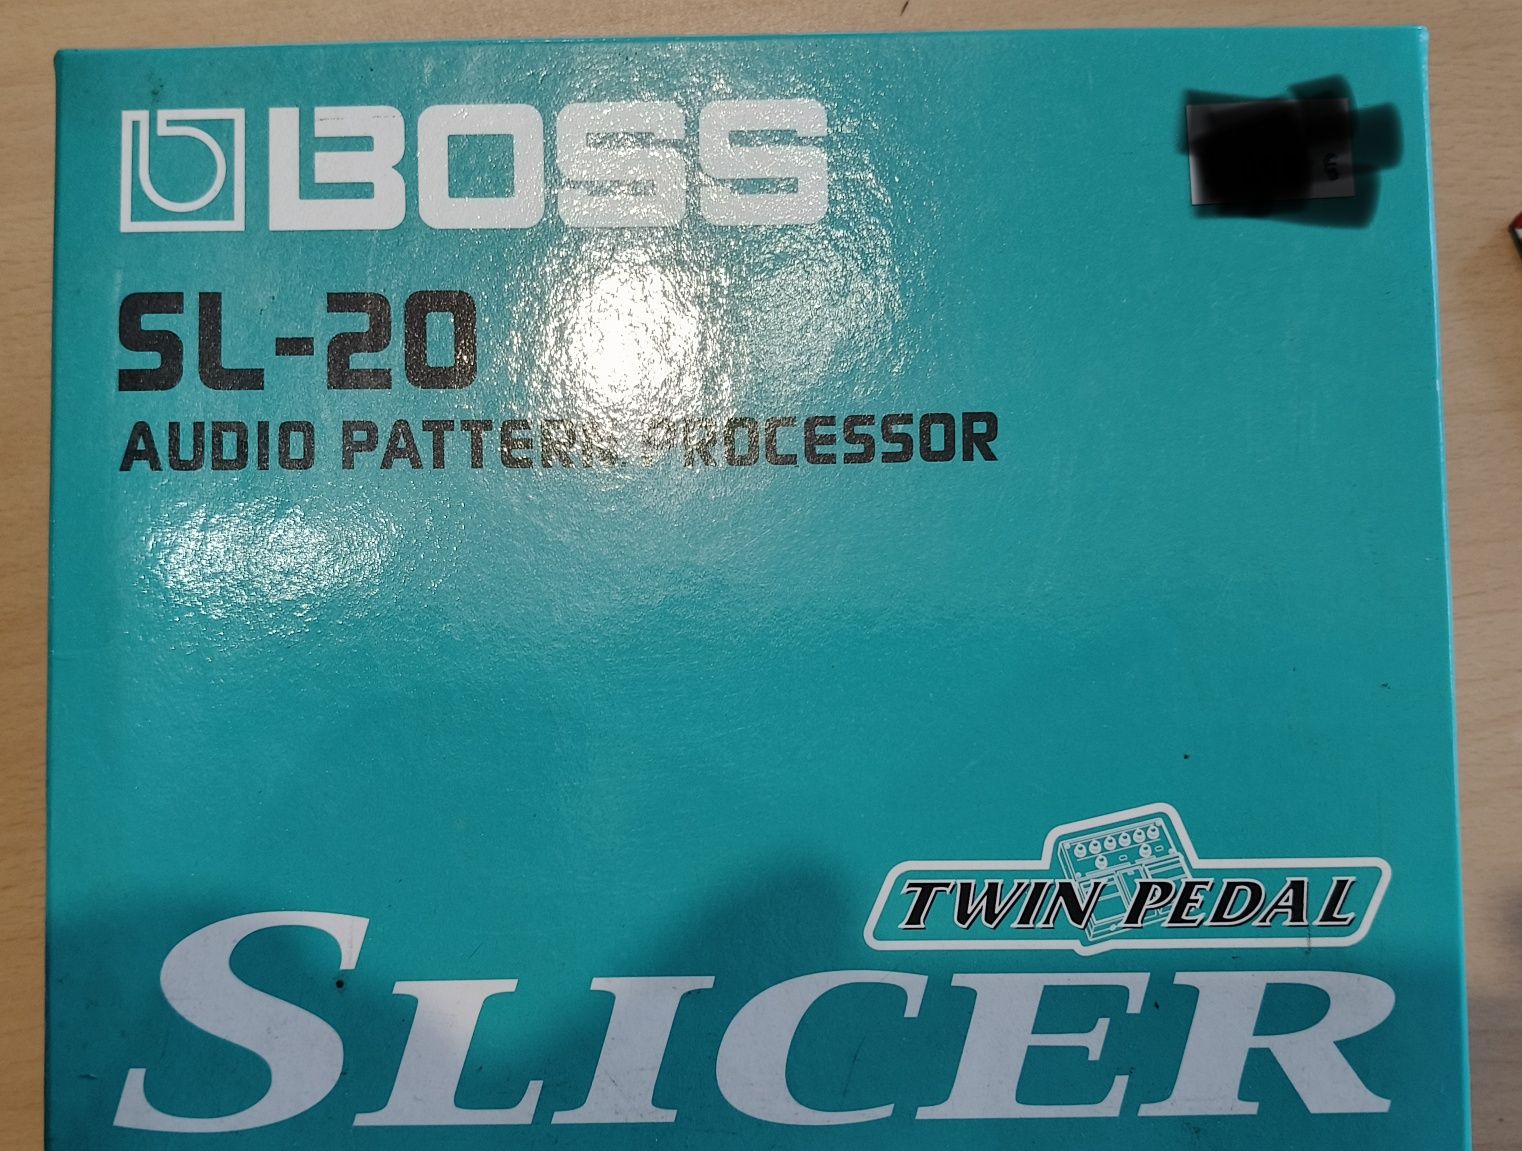 BOSS
SL-20
AUDIO PATTERN PROCESSOR
TWIN PEDAL
SLICER